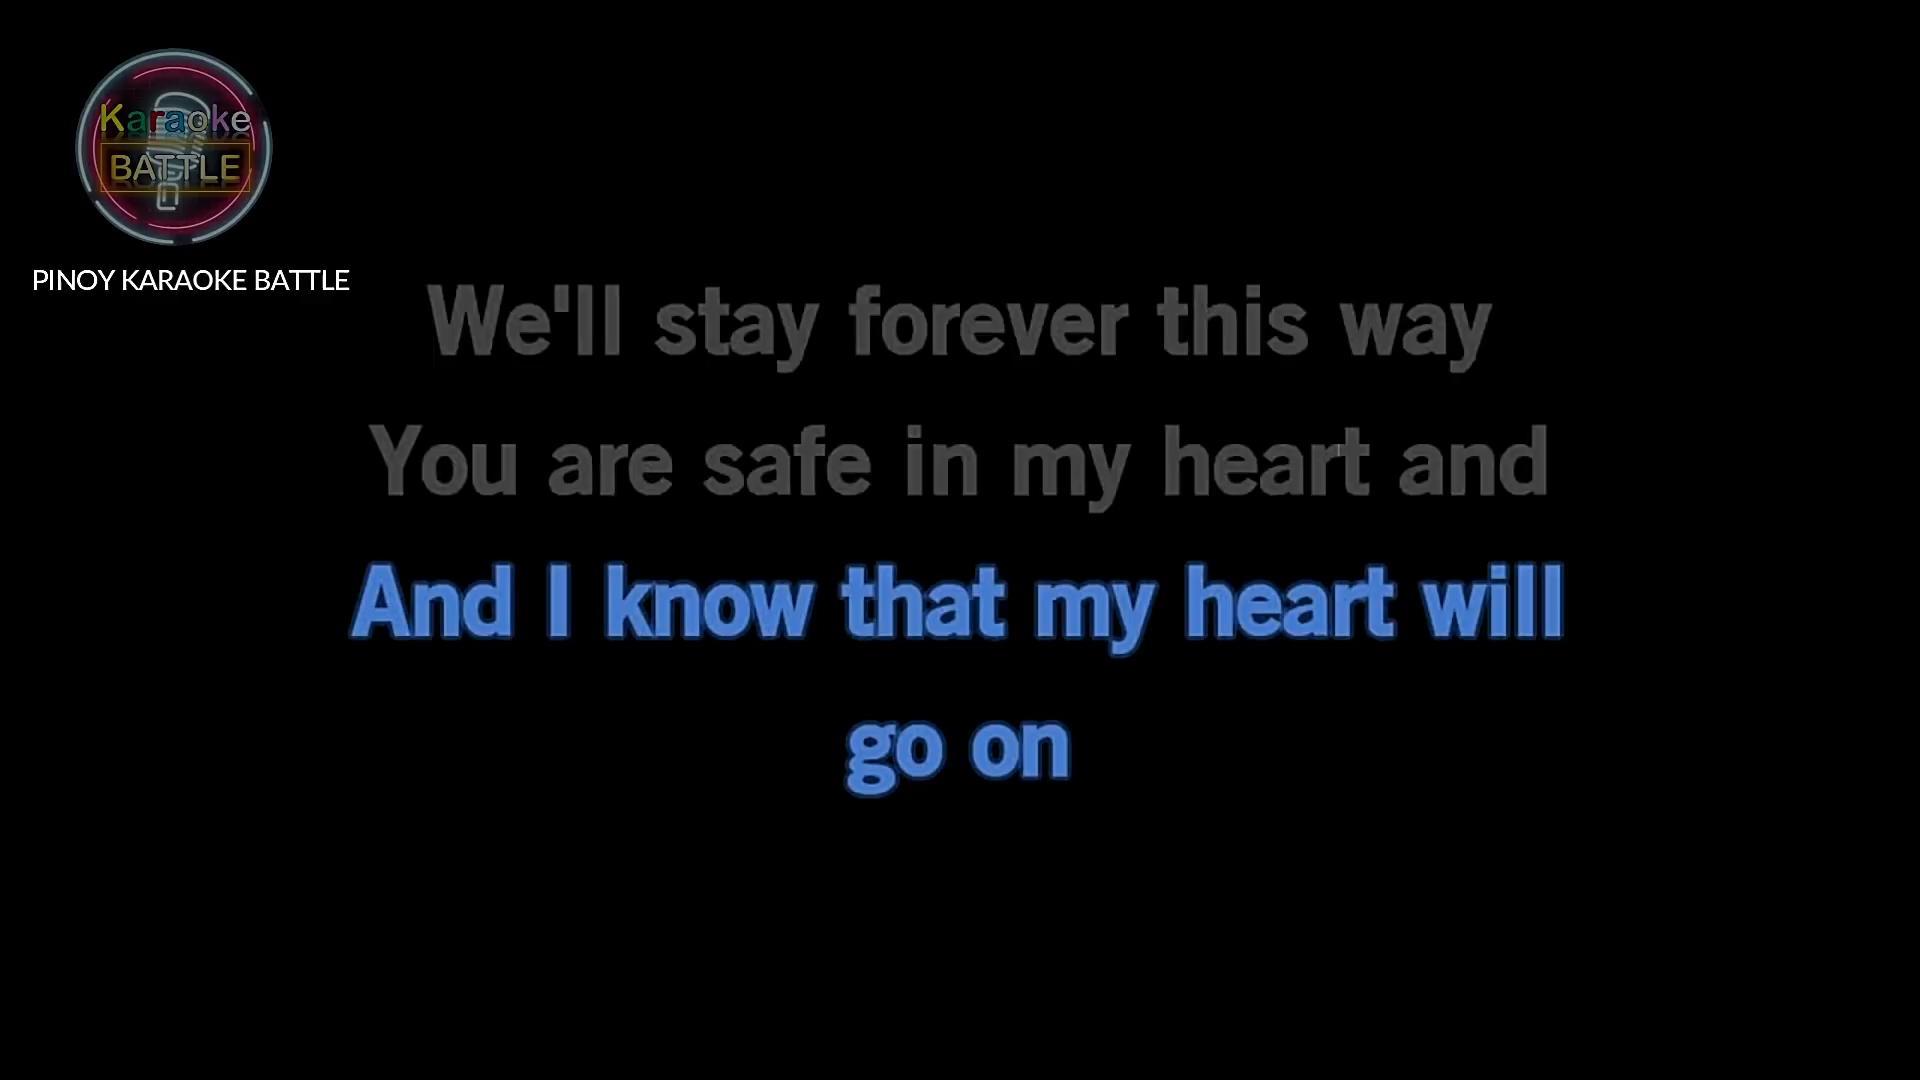 Karaoke
BATTLE
PINOY KARAOKE BATTLE
We'll stay forever this way
You are safe in my heart and
And I know that my heart will
go on